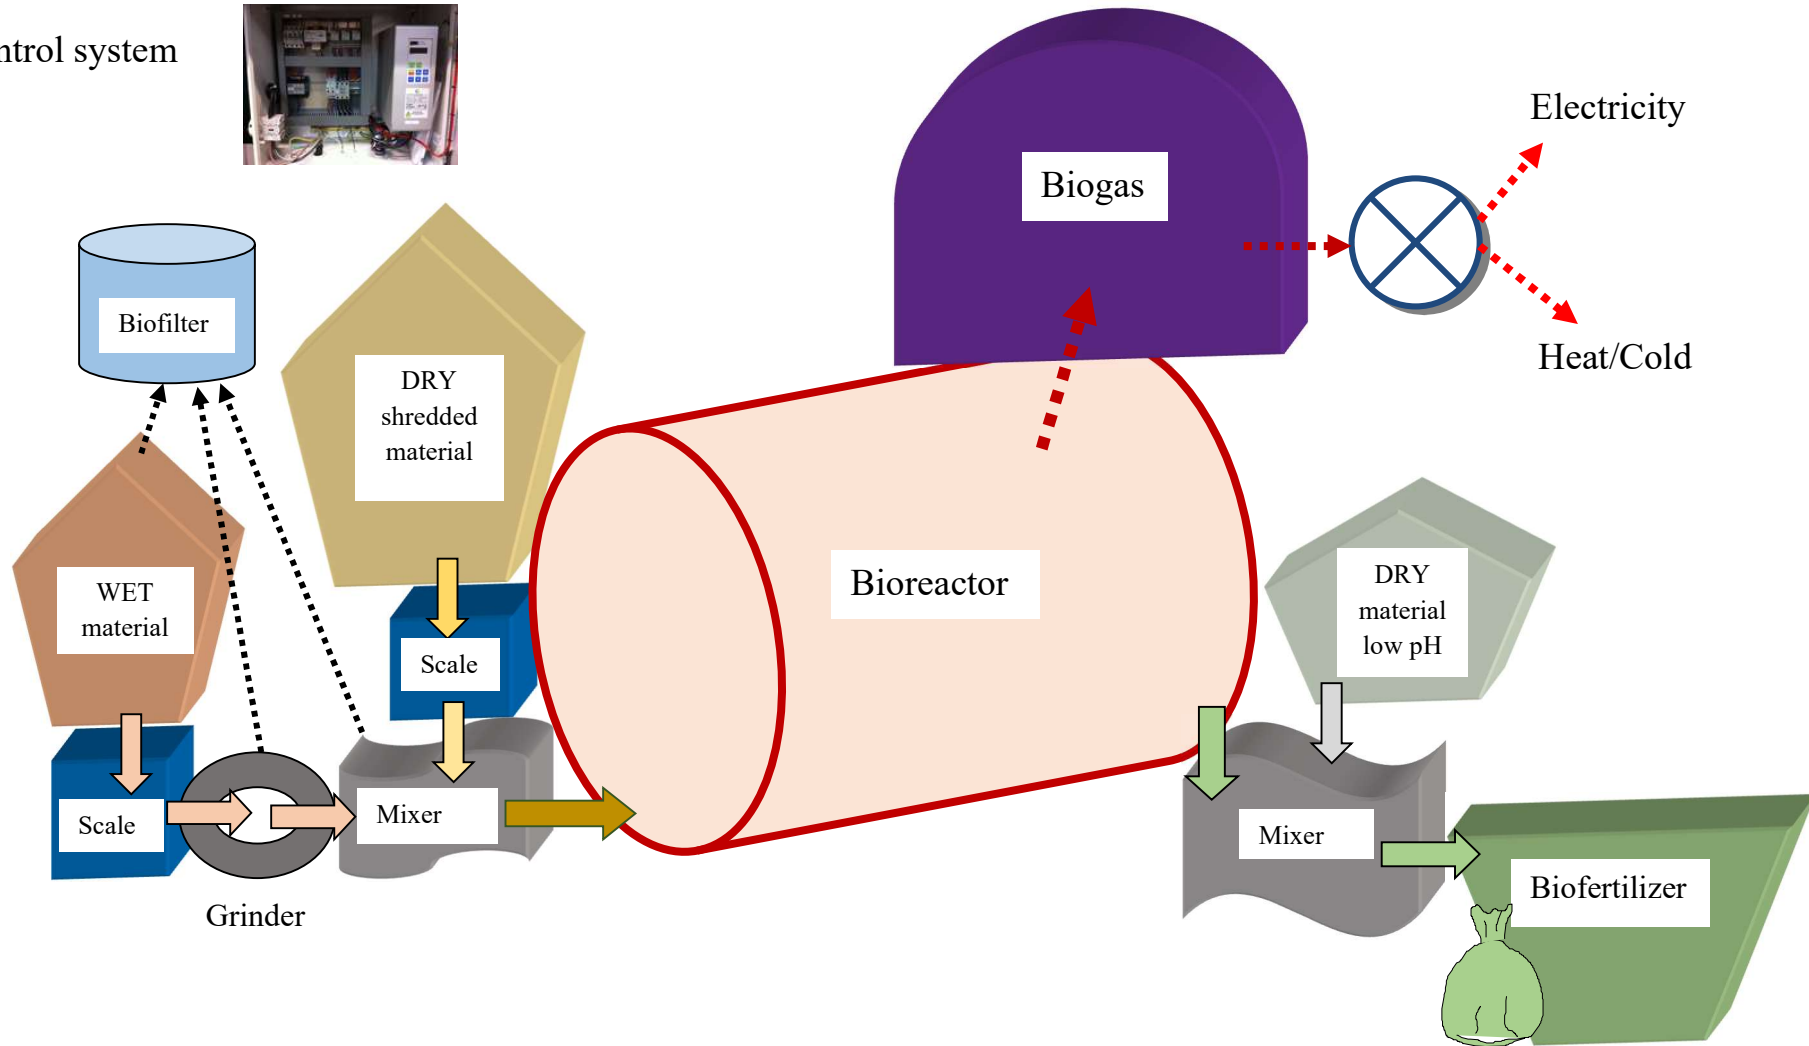 ntrol system
Electricity
Biogas
Heat/Cold
Biofilter
DRY
shredded
material
WET
material
Bioreactor
DRY
material
low pH
Scale
Scale
Mixer
Mixer
Grinder
Biofertilizer